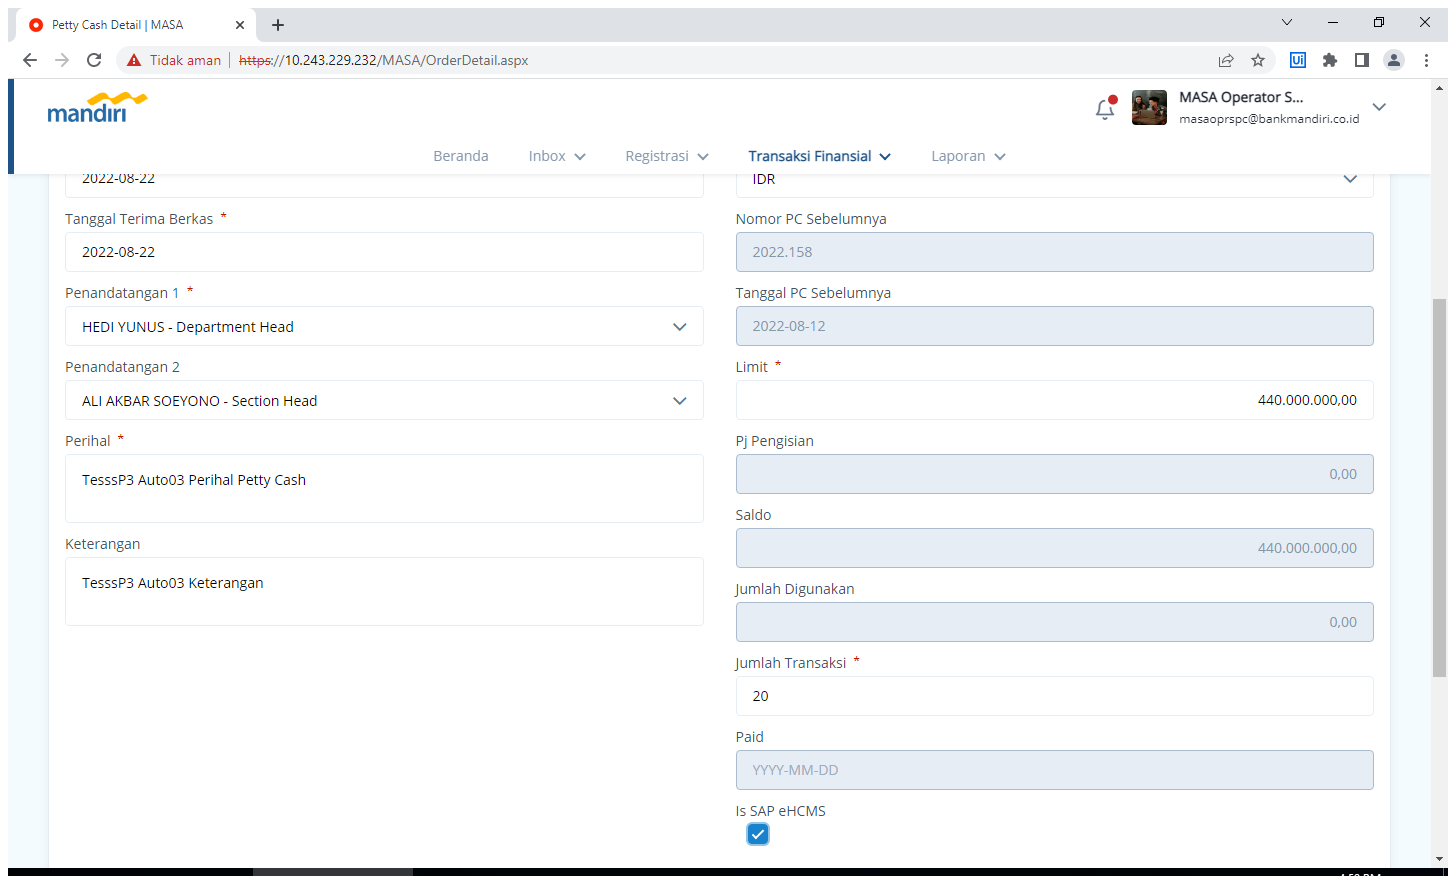 Petty Cash Detail | MASA
Tidak aman
https://10.243.229.232/MASA/OrderDetail.aspx
Ui
mandiri
MASA Operator S...
masaoprspc@bankmandiri.co.id
Beranda
Inbox
Registrasi
Transaksi Finansial
Laporan
2022-08-22
IDR
Tanggal Terima Berkas *
2022-08-22
Nomor PC Sebelumnya
2022.158
Penandatangan 1 *
HEDI YUNUS - Department Head
Tanggal PC Sebelumnya
2022-08-12
Penandatangan 2
ALI AKBAR SOEYONO - Section Head
Limit *
440.000.000,00
Perihal *
TesssP3 Auto03 Perihal Petty Cash
Pj Pengisian
0,00
Saldo
440.000.000,00
Keterangan
TesssP3 Auto03 Keterangan
Jumlah Digunakan
0,00
Jumlah Transaksi *
20
Paid
YYYY-MM-DD
Is SAP eHCMS